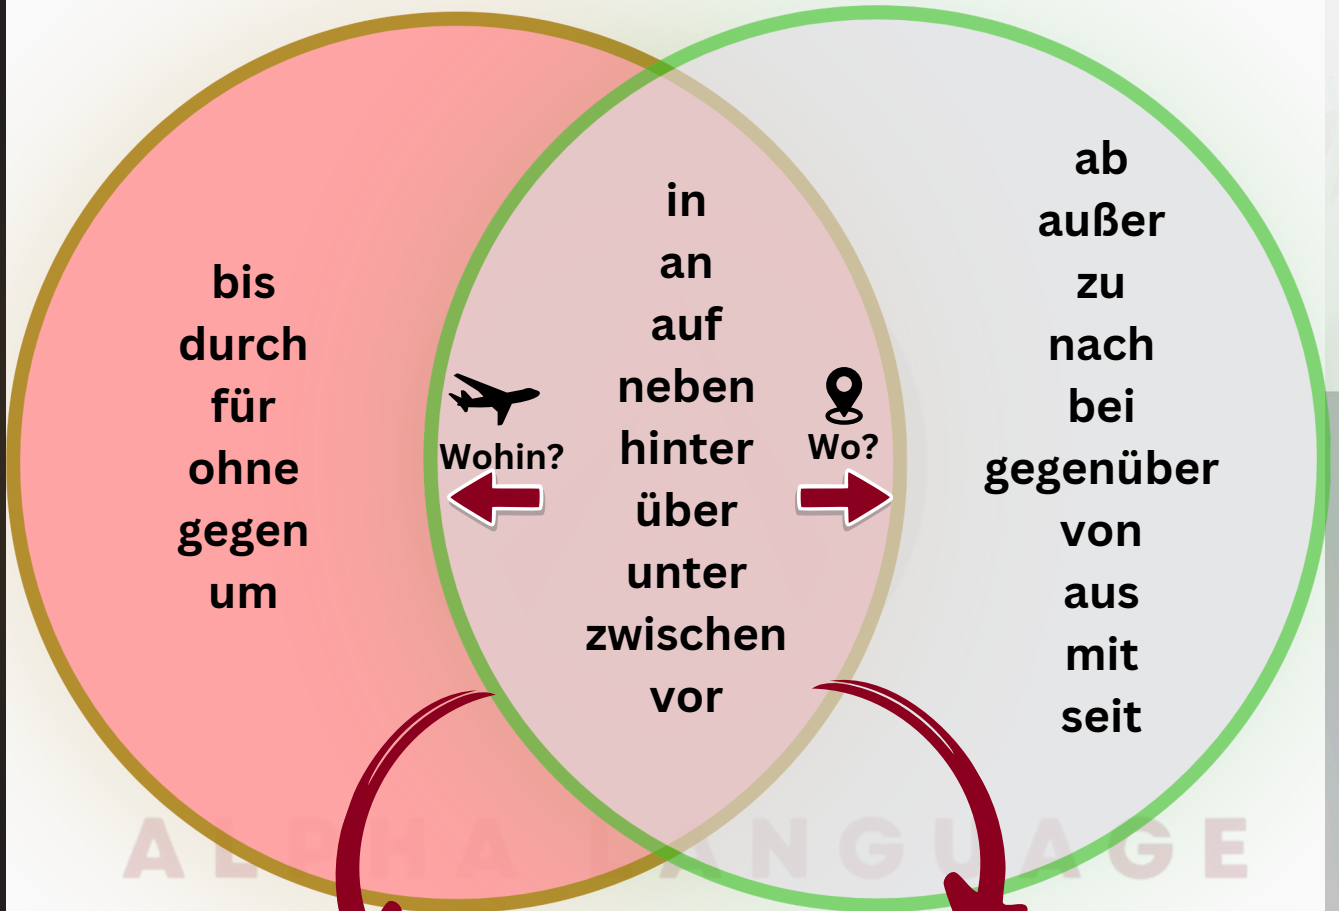 bis
durch
für
ohne
gegen
um
in
an
auf
neben
hinter
über
unter
zwischen
vor
Wohin?
Wo?
ab
außer
zu
nach
bei
gegenüber
von
aus
mit
seit
ALPHA LANGUAGE